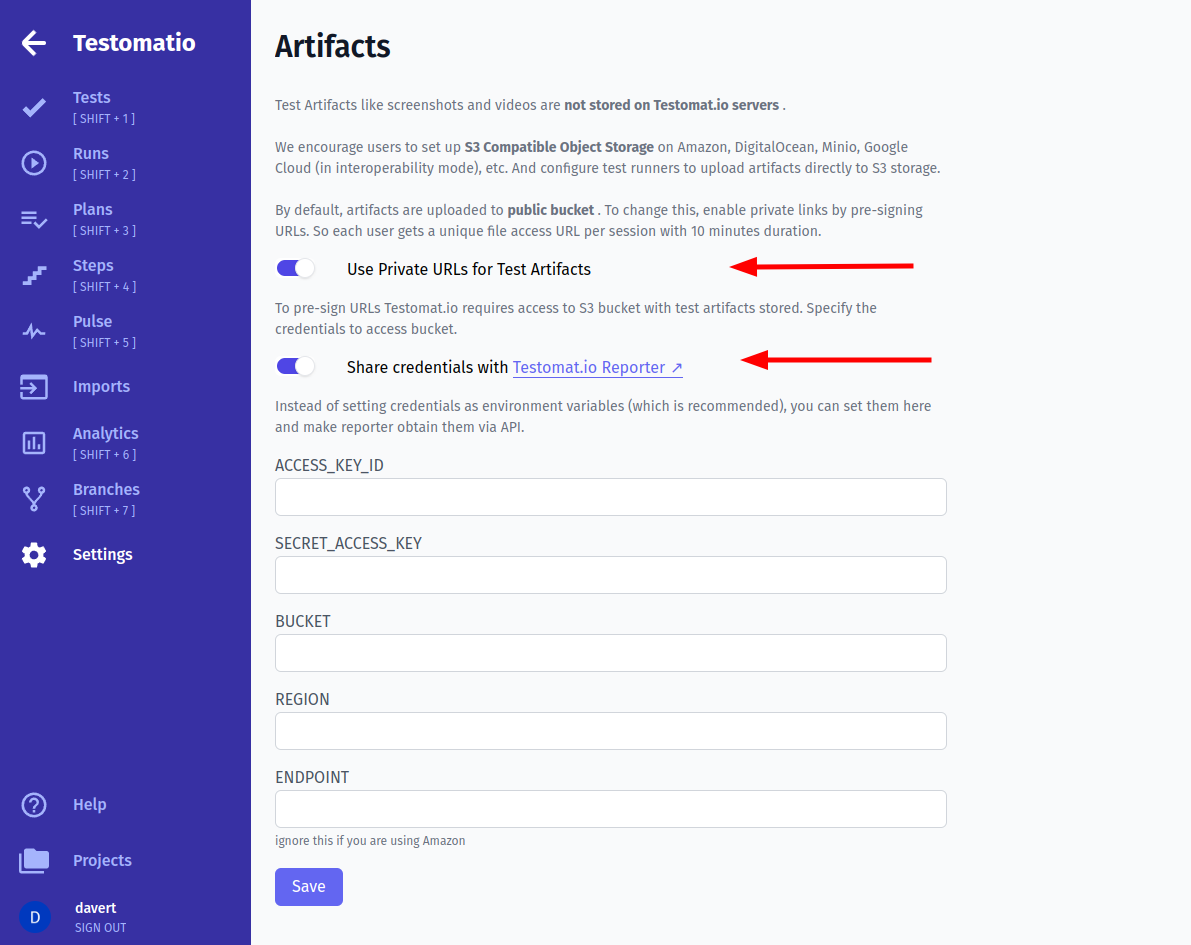 Testomatio
Tests
[ SHIFT + 1 ]
Runs
[ SHIFT + 2 ]
Plans
[ SHIFT + 3 ]
Steps
[ SHIFT + 4 ]
Pulse
[ SHIFT + 5 ]
Imports
Analytics
[ SHIFT + 6 ]
Branches
[ SHIFT + 7 ]
Settings
Help
Projects
D
davert
SIGN OUT
Artifacts
Test Artifacts like screenshots and videos are not stored on Testomat.io servers .
We encourage users to set up S3 Compatible Object Storage on Amazon, DigitalOcean, Minio, Google
Cloud (in interoperability mode), etc. And configure test runners to upload artifacts directly to S3 storage.
By default, artifacts are uploaded to public bucket . To change this, enable private links by pre-signing
URLs. So each user gets a unique file access URL per session with 10 minutes duration.
Use Private URLs for Test Artifacts
To pre-sign URLs Testomat.io requires access to S3 bucket with test artifacts stored. Specify the
credentials to access bucket.
Share credentials with Testomat.io Reporter ↗
Instead of setting credentials as environment variables (which is recommended), you can set them here
and make reporter obtain them via API.
ACCESS_KEY_ID
SECRET_ACCESS_KEY
BUCKET
REGION
ENDPOINT
ignore this if you are using Amazon
Save